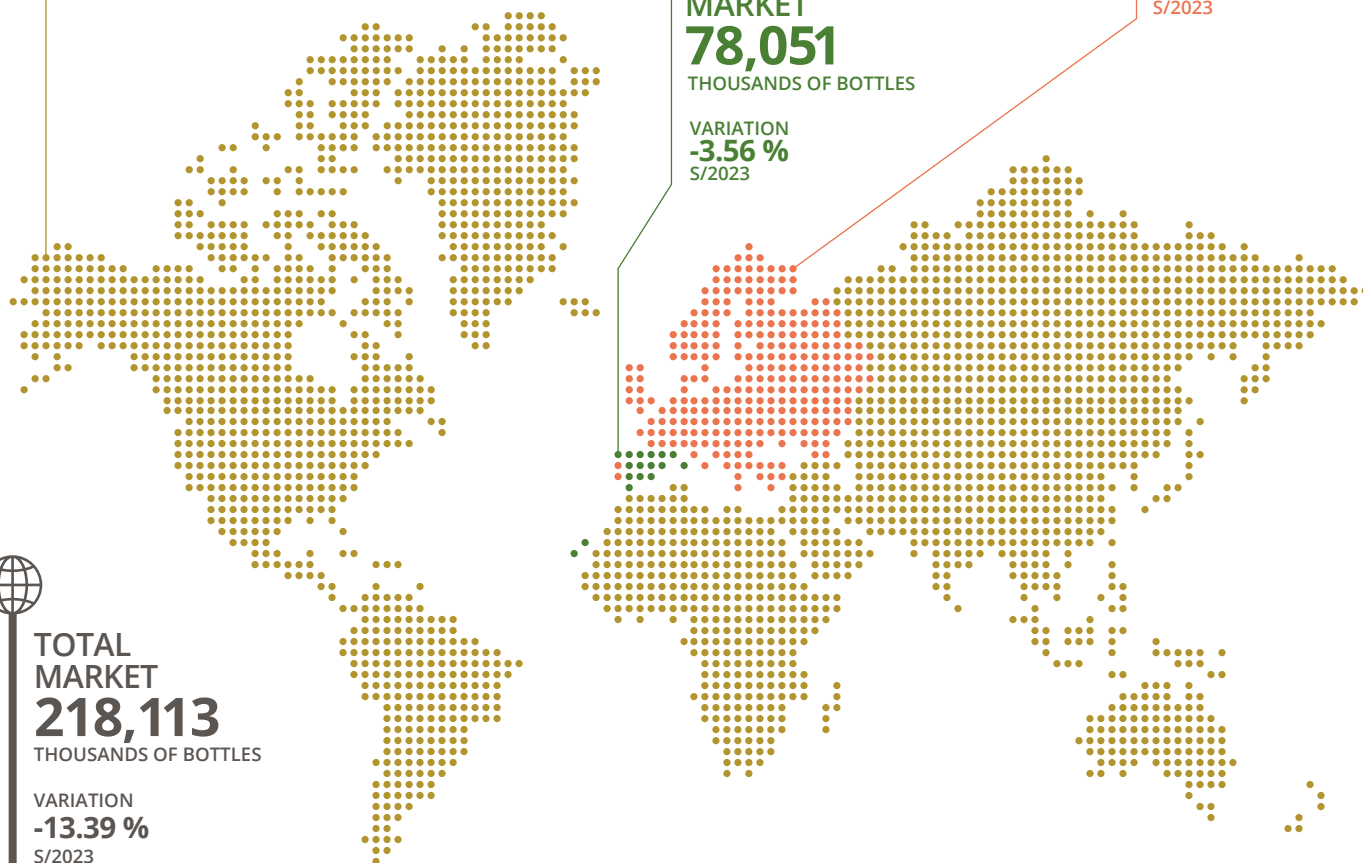 MARKET
78,051
THOUSANDS OF BOTTLES
VARIATION
-3.56 %
S/2023
S/2023
TOTAL
MARKET
218,113
THOUSANDS OF BOTTLES
VARIATION
-13.39 %
S/2023